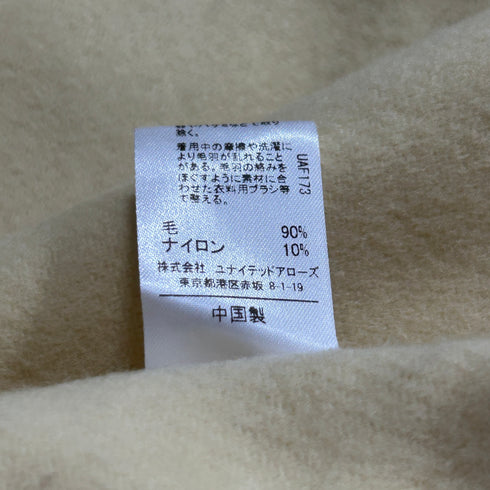 除く。
着用中の摩擦や洗濯に
より毛羽が乱れること
がある。毛羽の絡みを
ほぐすように素材に合
わせた衣料用ブラシ等
で整える。
UAF173
毛 90%
ナイロン 10%
株式会社 ユナイテッドアローズ
東京都港区赤坂 8-1-19
中国製